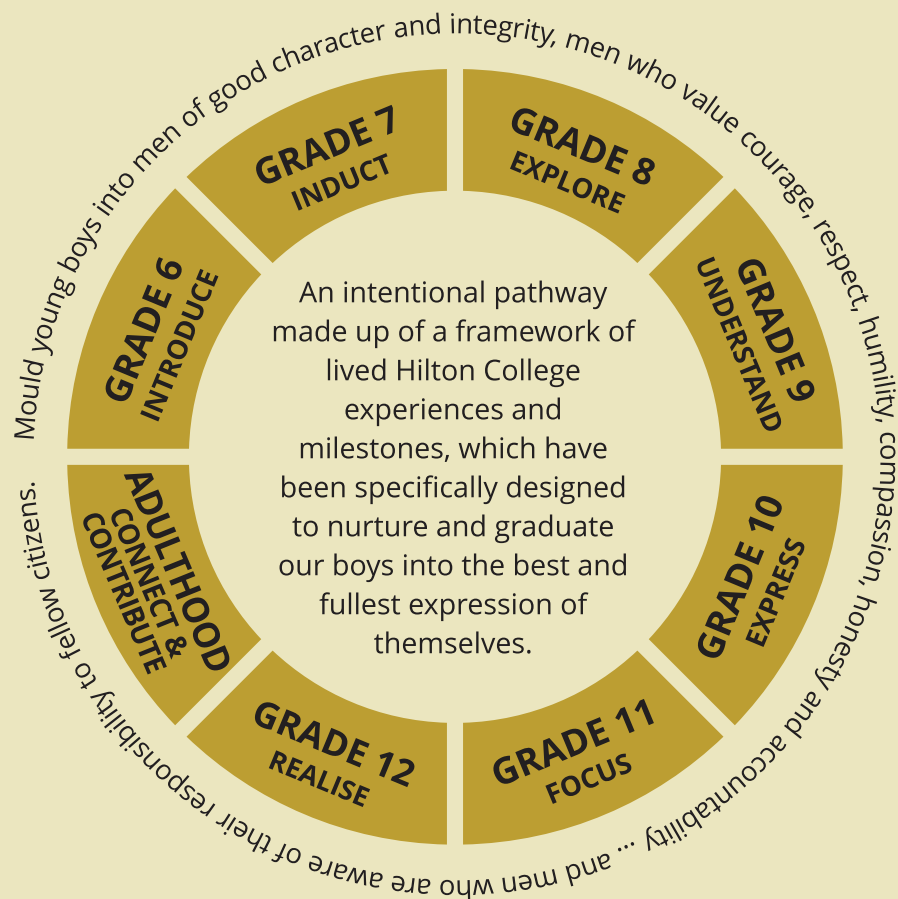 Mould young boys into men of good character and integrity, men who value courage, respect, humility, compassion, honesty and accountability ... and men who are aware of their responsibility to fellow citizens.
GRADE 6
INTRODUCE
GRADE 7
INDUCT
GRADE 8
EXPLORE
GRADE 9
UNDERSTAND
GRADE 10
EXPRESS
GRADE 11
FOCUS
GRADE 12
REALISE
ADULTHOOD
CONNECT &
CONTRIBUTE
An intentional pathway
made up of a framework of
lived Hilton College
experiences and
milestones, which have
been specifically designed
to nurture and graduate
our boys into the best and
fullest expression of
themselves.